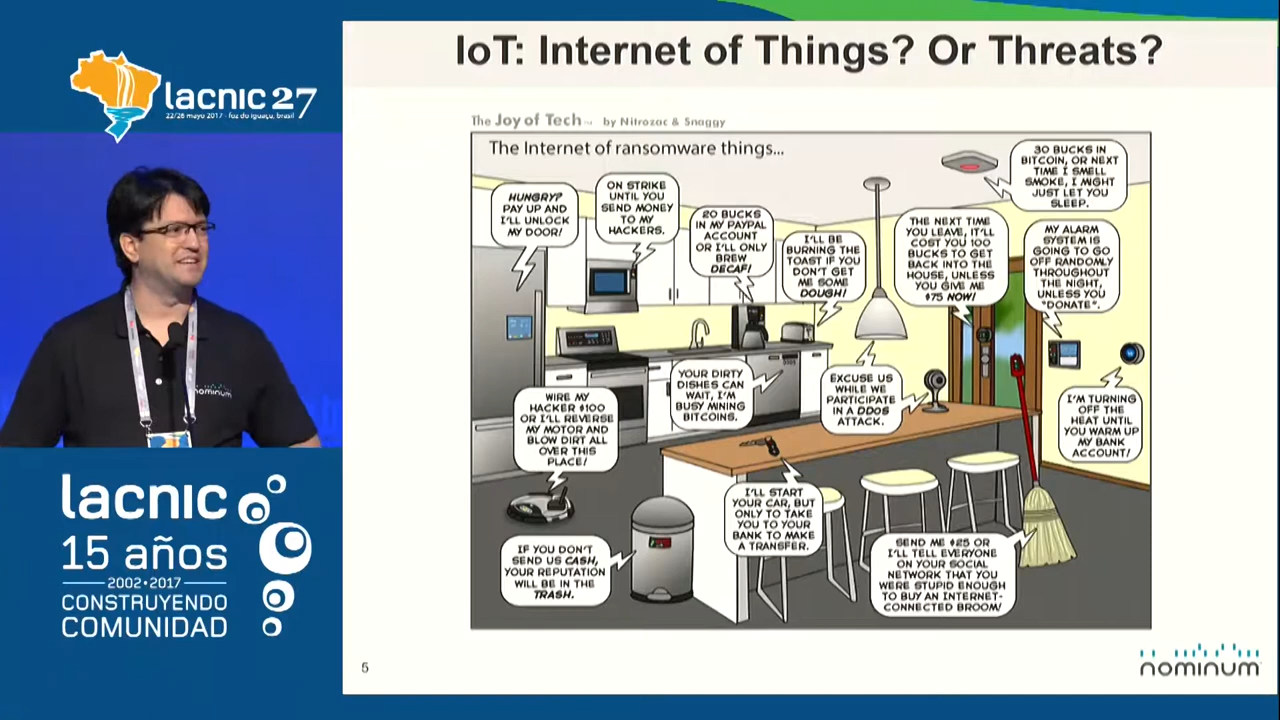 lacnic 27
22/26 mayo 2017 - foz do iguaçu, brasil
nominum
lacnic
15 años
2002•2017
CONSTRUYENDO
COMUNIDAD
IoT: Internet of Things? Or Threats?
The Joy of Tech™ by Nitrozac & Snaggy
The Internet of ransomware things...
HUNGRY?
PAY UP AND
I'LL UNLOCK
MY DOOR!
ON STRIKE
UNTIL YOU
SEND MONEY
TO MY
HACKERS.
20 BUCKS
IN MY PAYPAL
ACCOUNT
OR I'LL ONLY
BREW
DECAF!
I'LL BE
BURNING THE
TOAST IF YOU
DON'T GET
ME SOME
DOUGH!
THE NEXT TIME
YOU LEAVE, IT'LL
COST YOU 100
BUCKS TO GET
BACK INTO THE
HOUSE, UNLESS
YOU GIVE ME
$75 NOW!
30 BUCKS IN
BITCOIN, OR NEXT
TIME I SMELL
SMOKE, I MIGHT
JUST LET YOU
SLEEP.
MY ALARM
SYSTEM IS
GOING TO GO
OFF RANDOMLY
THROUGHOUT
THE NIGHT,
UNLESS YOU
"DONATE".
WIRE MY
HACKER $100
OR I'LL REVERSE
MY MOTOR AND
BLOW DIRT ALL
OVER THIS
PLACE!
YOUR DIRTY
DISHES CAN
WAIT, I'M
BUSY MINING
BITCOINS.
EXCUSE US
WHILE WE
PARTICIPATE
IN A DDOS
ATTACK.
I'M TURNING
OFF THE
HEAT UNTIL
YOU WARM UP
MY BANK
ACCOUNT!
IF YOU DON'T
SEND US CASH,
YOUR REPUTATION
WILL BE IN THE
TRASH.
I'LL START
YOUR CAR, BUT
ONLY TO TAKE
YOU TO YOUR
BANK TO MAKE
A TRANSFER.
SEND ME $25 OR
I'LL TELL EVERYONE
ON YOUR SOCIAL
NETWORK THAT YOU
WERE STUPID ENOUGH
TO BUY AN INTERNET-
CONNECTED BROOM!
5
nominum